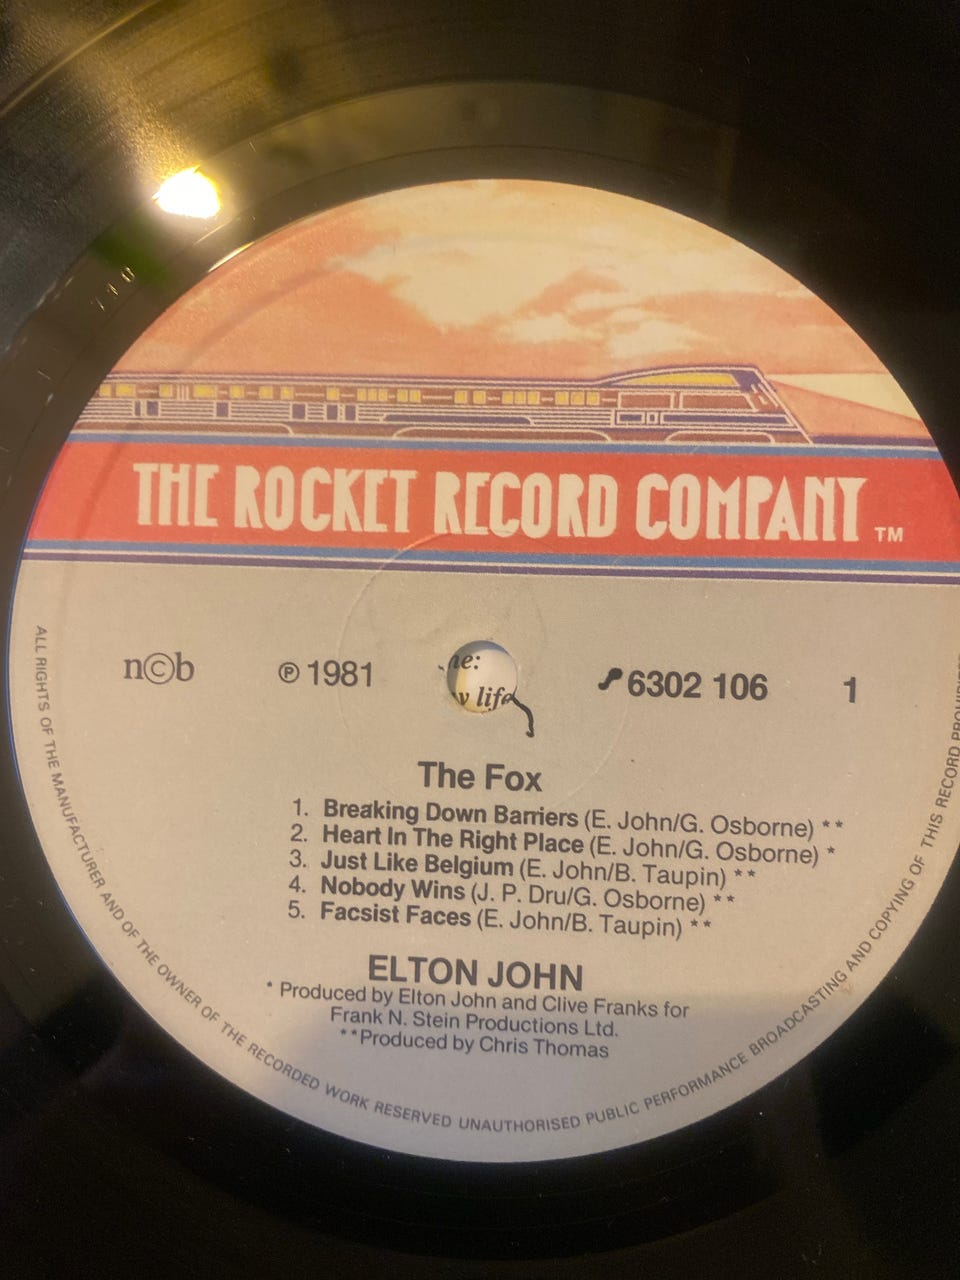 THE ROCKET RECORD COMPANY TM
n©b ℗ 1981 6302 106 1
ne:
v life
The Fox
1. Breaking Down Barriers (E. John/G. Osborne) **
2. Heart In The Right Place (E. John/G. Osborne) *
3. Just Like Belgium (E. John/B. Taupin) **
4. Nobody Wins (J. P. Dru/G. Osborne) **
5. Facsist Faces (E. John/B. Taupin) **
ELTON JOHN
* Produced by Elton John and Clive Franks for
Frank N. Stein Productions Ltd.
**Produced by Chris Thomas
ALL RIGHTS OF THE MANUFACTURER AND OF THE OWNER OF THE RECORDED WORK RESERVED UNAUTHORISED PUBLIC PERFORMANCE BROADCASTING AND COPYING OF THIS RECORD